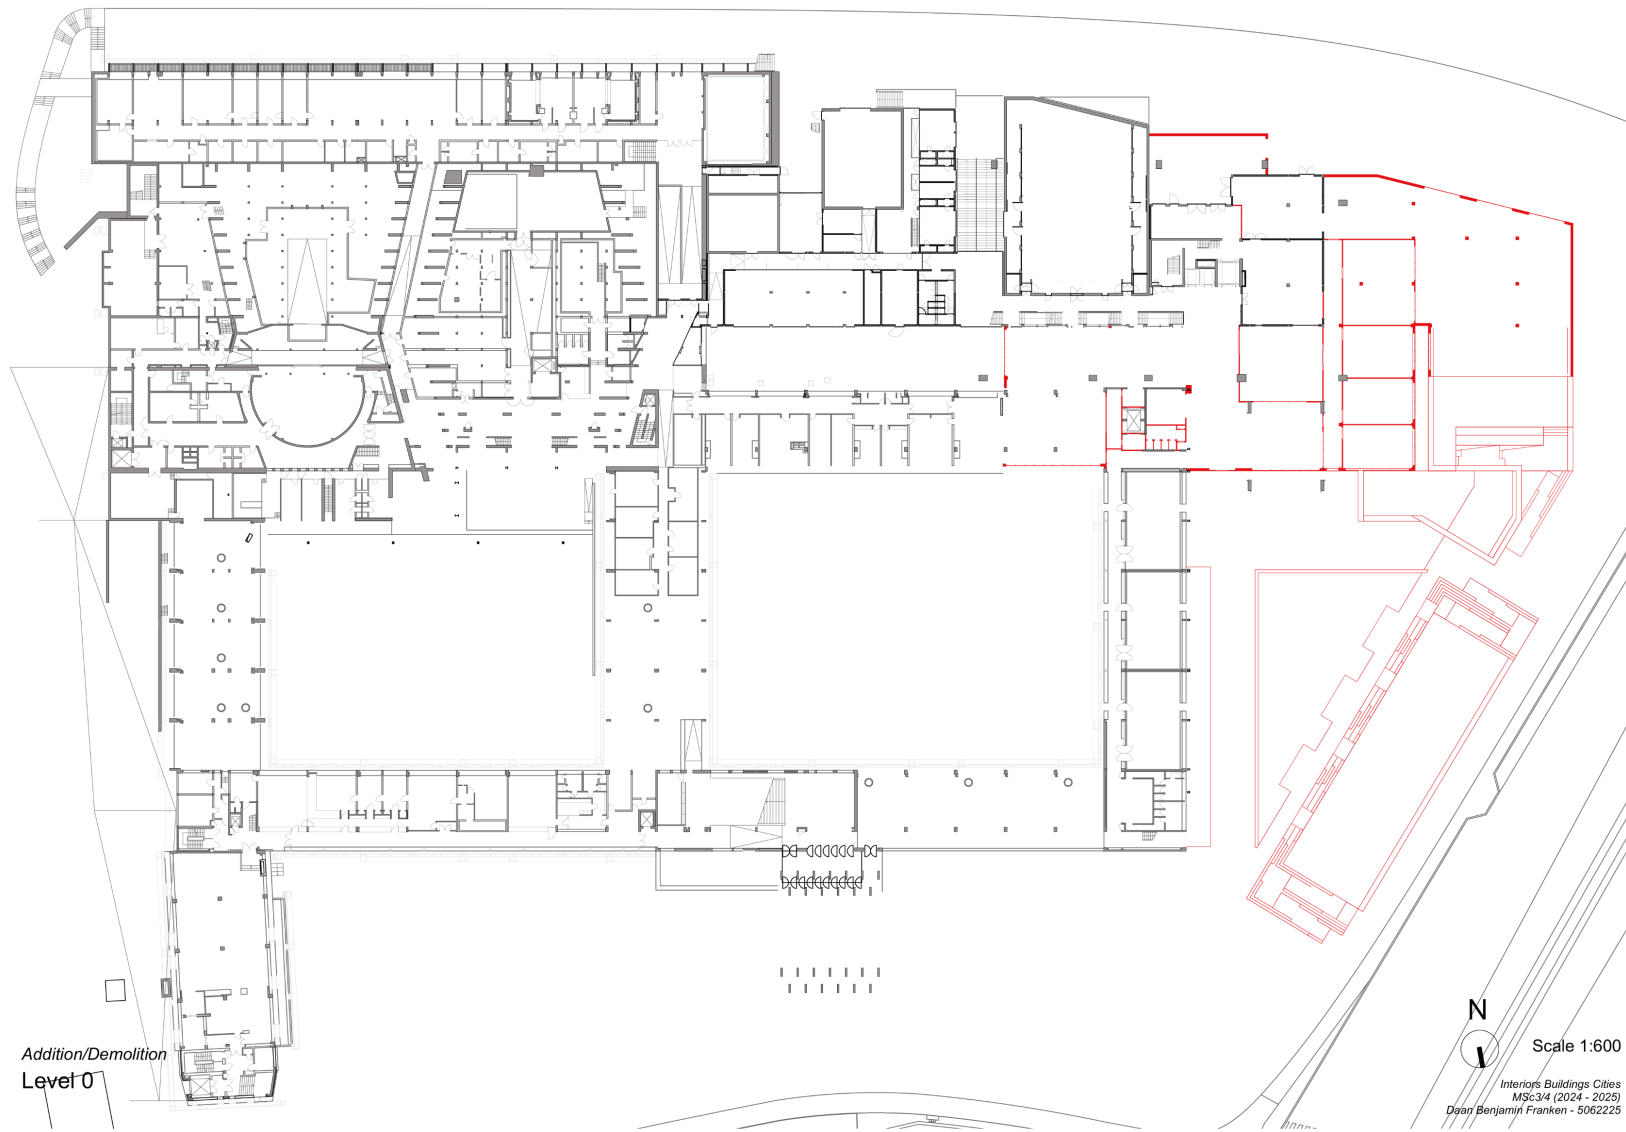 N
Scale 1:600
Addition/Demolition
Level 0
Interiors Buildings Cities
MSc3/4 (2024 - 2025)
Daan Benjamin Franken - 5062225